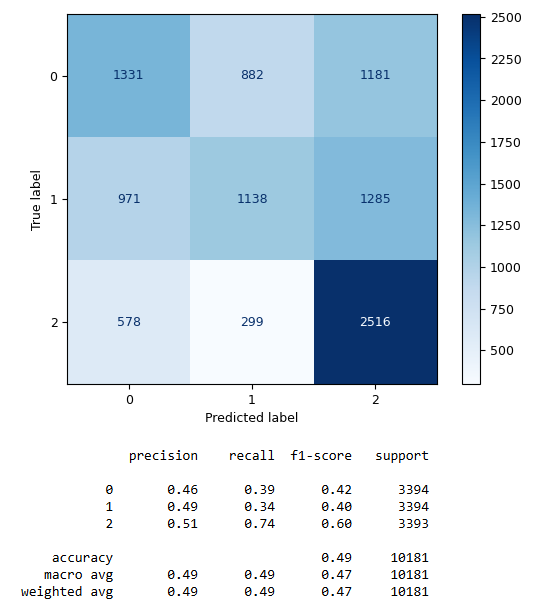 2500
2250
0 1331 882 1181
2000
1750
True label
1 971 1138 1285
1500
1250
1000
2 578 299 2516
750
500
0 1 2
Predicted label
precision recall f1-score support
0 0.46 0.39 0.42 3394
1 0.49 0.34 0.40 3394
2 0.51 0.74 0.60 3393
accuracy 0.49 10181
macro avg 0.49 0.49 0.47 10181
weighted avg 0.49 0.49 0.47 10181